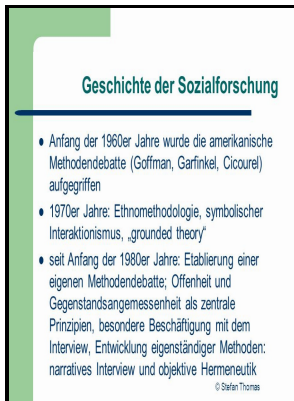 Geschichte der Sozialforschung
● Anfang der 1960er Jahre wurde die amerikanische
Methodendebatte (Goffman, Garfinkel, Cicourel)
aufgegriffen
● 1970er Jahre: Ethnomethodologie, symbolischer
Interaktionismus, „grounded theory“
● seit Anfang der 1980er Jahre: Etablierung einer
eigenen Methodendebatte; Offenheit und
Gegenstandsangemessenheit als zentrale
Prinzipien, besondere Beschäftigung mit dem
Interview, Entwicklung eigenständiger Methoden:
narratives Interview und objektive Hermeneutik
© Stefan Thomas